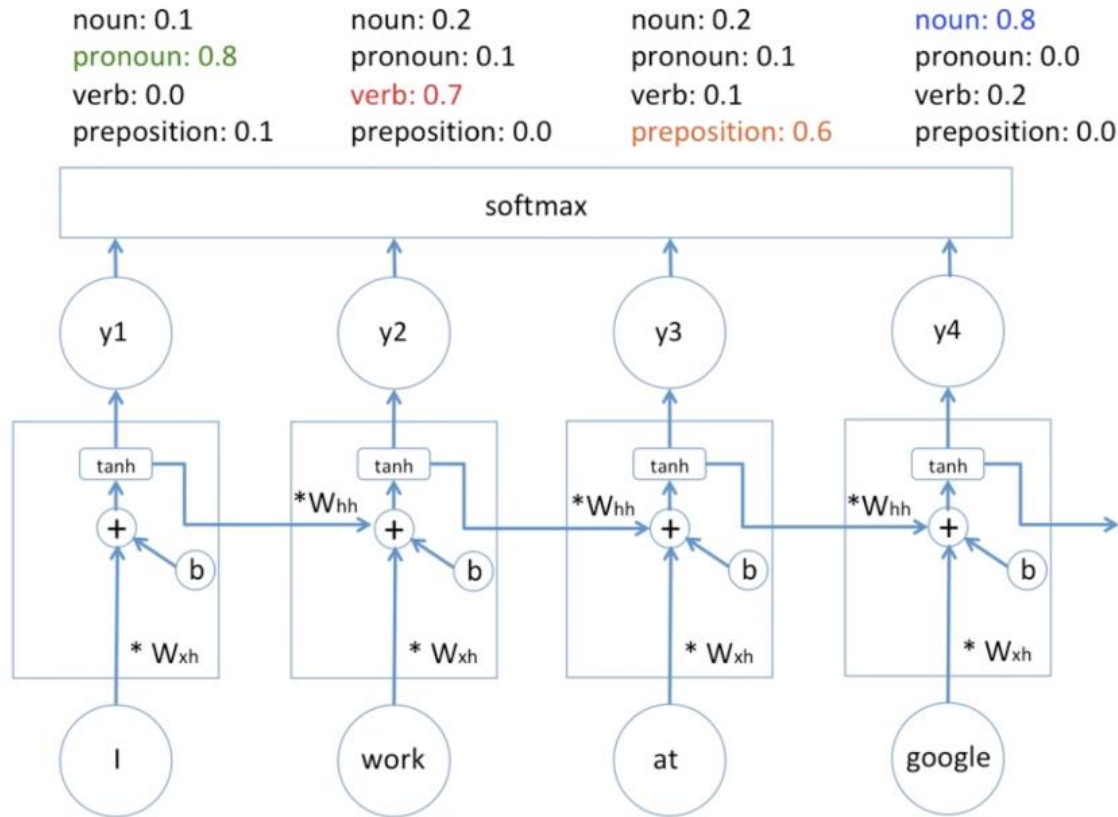 noun: 0.1
pronoun: 0.8
verb: 0.0
preposition: 0.1
noun: 0.2
pronoun: 0.1
verb: 0.7
preposition: 0.0
noun: 0.2
pronoun: 0.1
verb: 0.1
preposition: 0.6
noun: 0.8
pronoun: 0.0
verb: 0.2
preposition: 0.0
softmax
y1
y2
y3
y4
tanh
tanh
tanh
tanh
*Whh
*Whh
*Whh
+
+
+
+
b
b
b
b
* Wxh
* Wxh
* Wxh
* Wxh
I
work
at
google